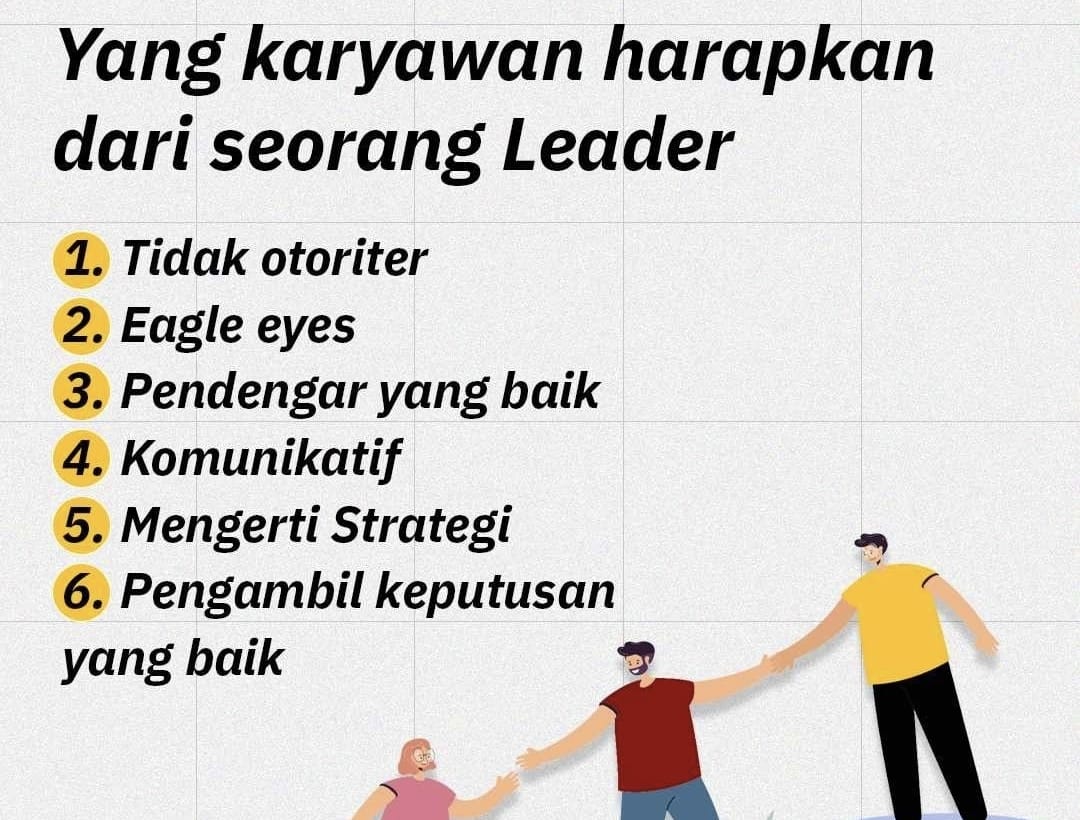 Yang karyawan harapkan
dari seorang Leader
1. Tidak otoriter
2. Eagle eyes
3. Pendengar yang baik
4. Komunikatif
5. Mengerti Strategi
6. Pengambil keputusan
yang baik